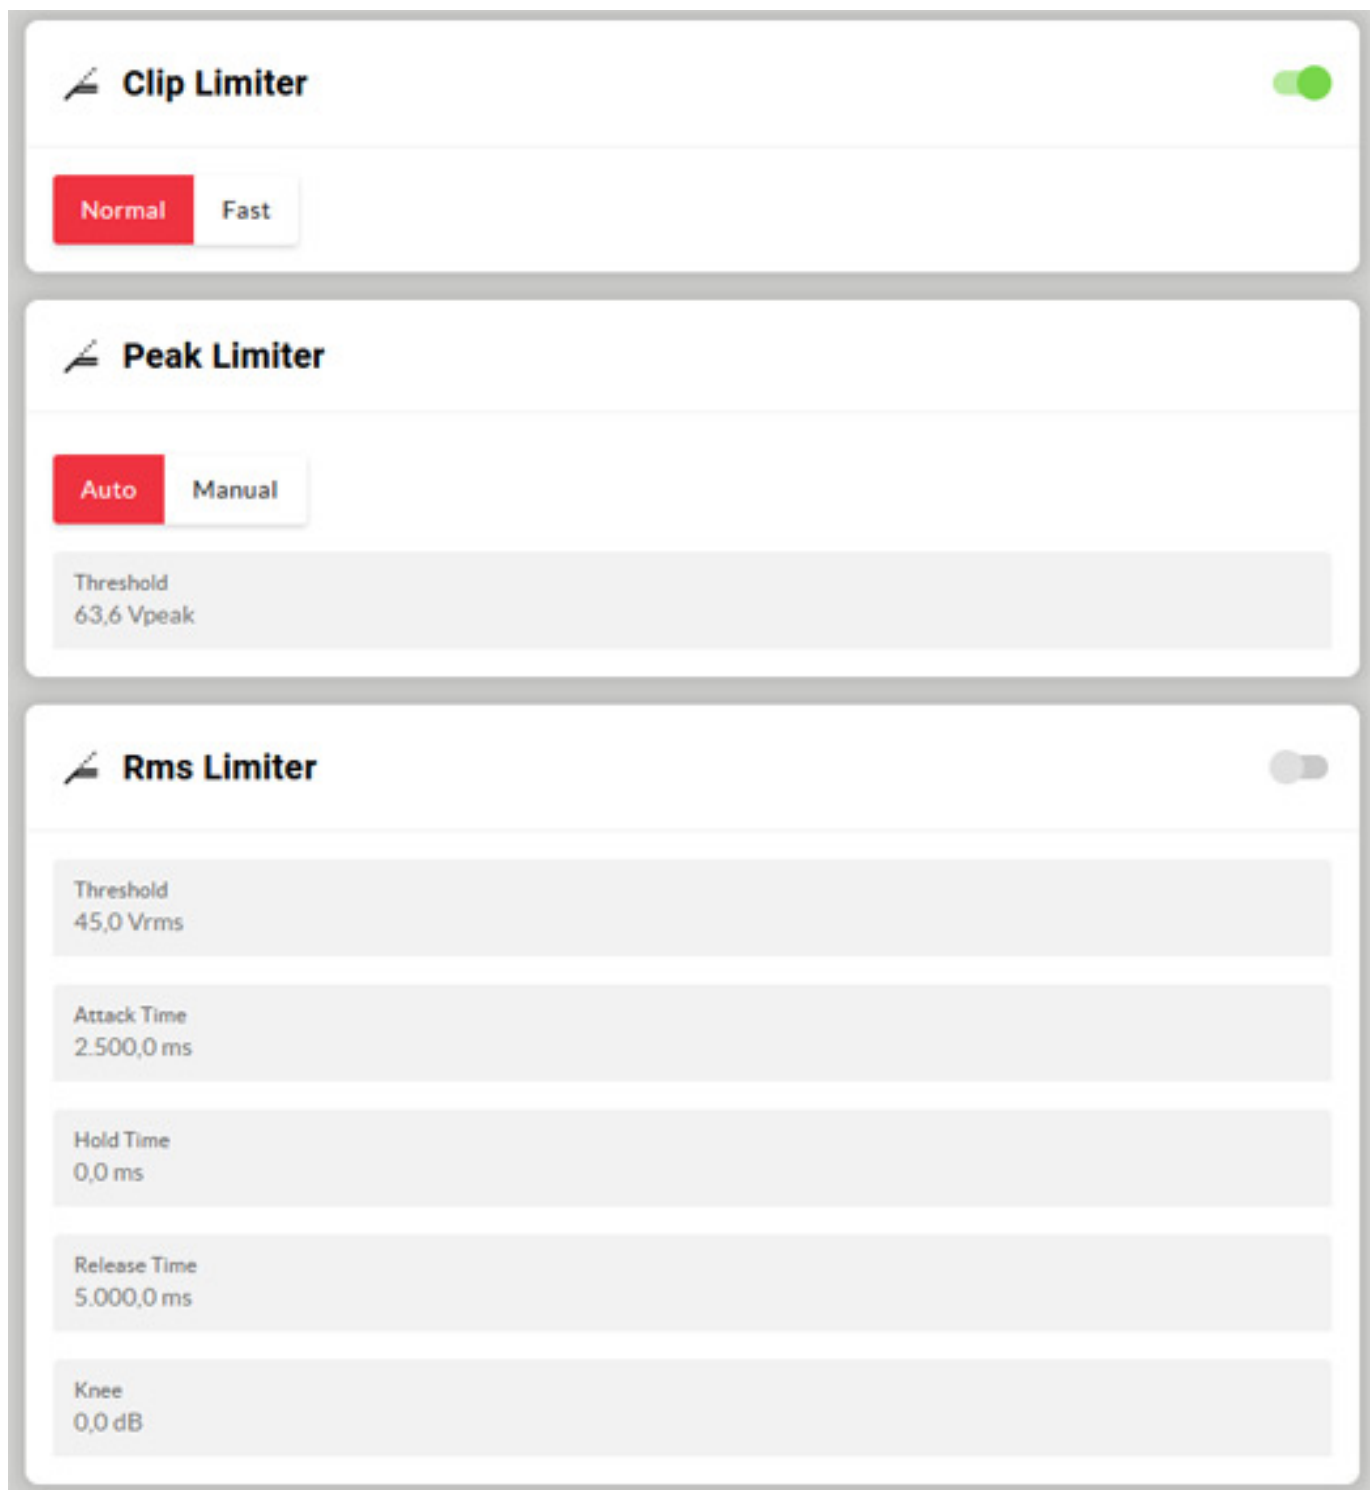 Clip Limiter
Normal Fast
Peak Limiter
Auto Manual
Threshold
63,6 Vpeak
Rms Limiter
Threshold
45,0 Vrms
Attack Time
2.500,0 ms
Hold Time
0,0 ms
Release Time
5.000,0 ms
Knee
0,0 dB